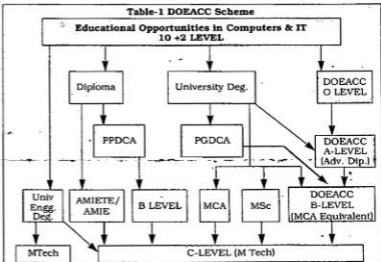 Table-1 DOEACC Scheme
Educational Opportunities in Computers & IT
10 +2 LEVEL
Diploma
University Deg.
DOEACC
O LEVEL
PPDCA
PGDCA
DOEACC
A-LEVEL
(Adv. Dip.)
Univ
Engg.
Deg.
AMIETE/
AMIE
B LEVEL
MCA
MSc
DOEACC
B-LEVEL
(MCA Equivalent)
MTech
C-LEVEL (M Tech)